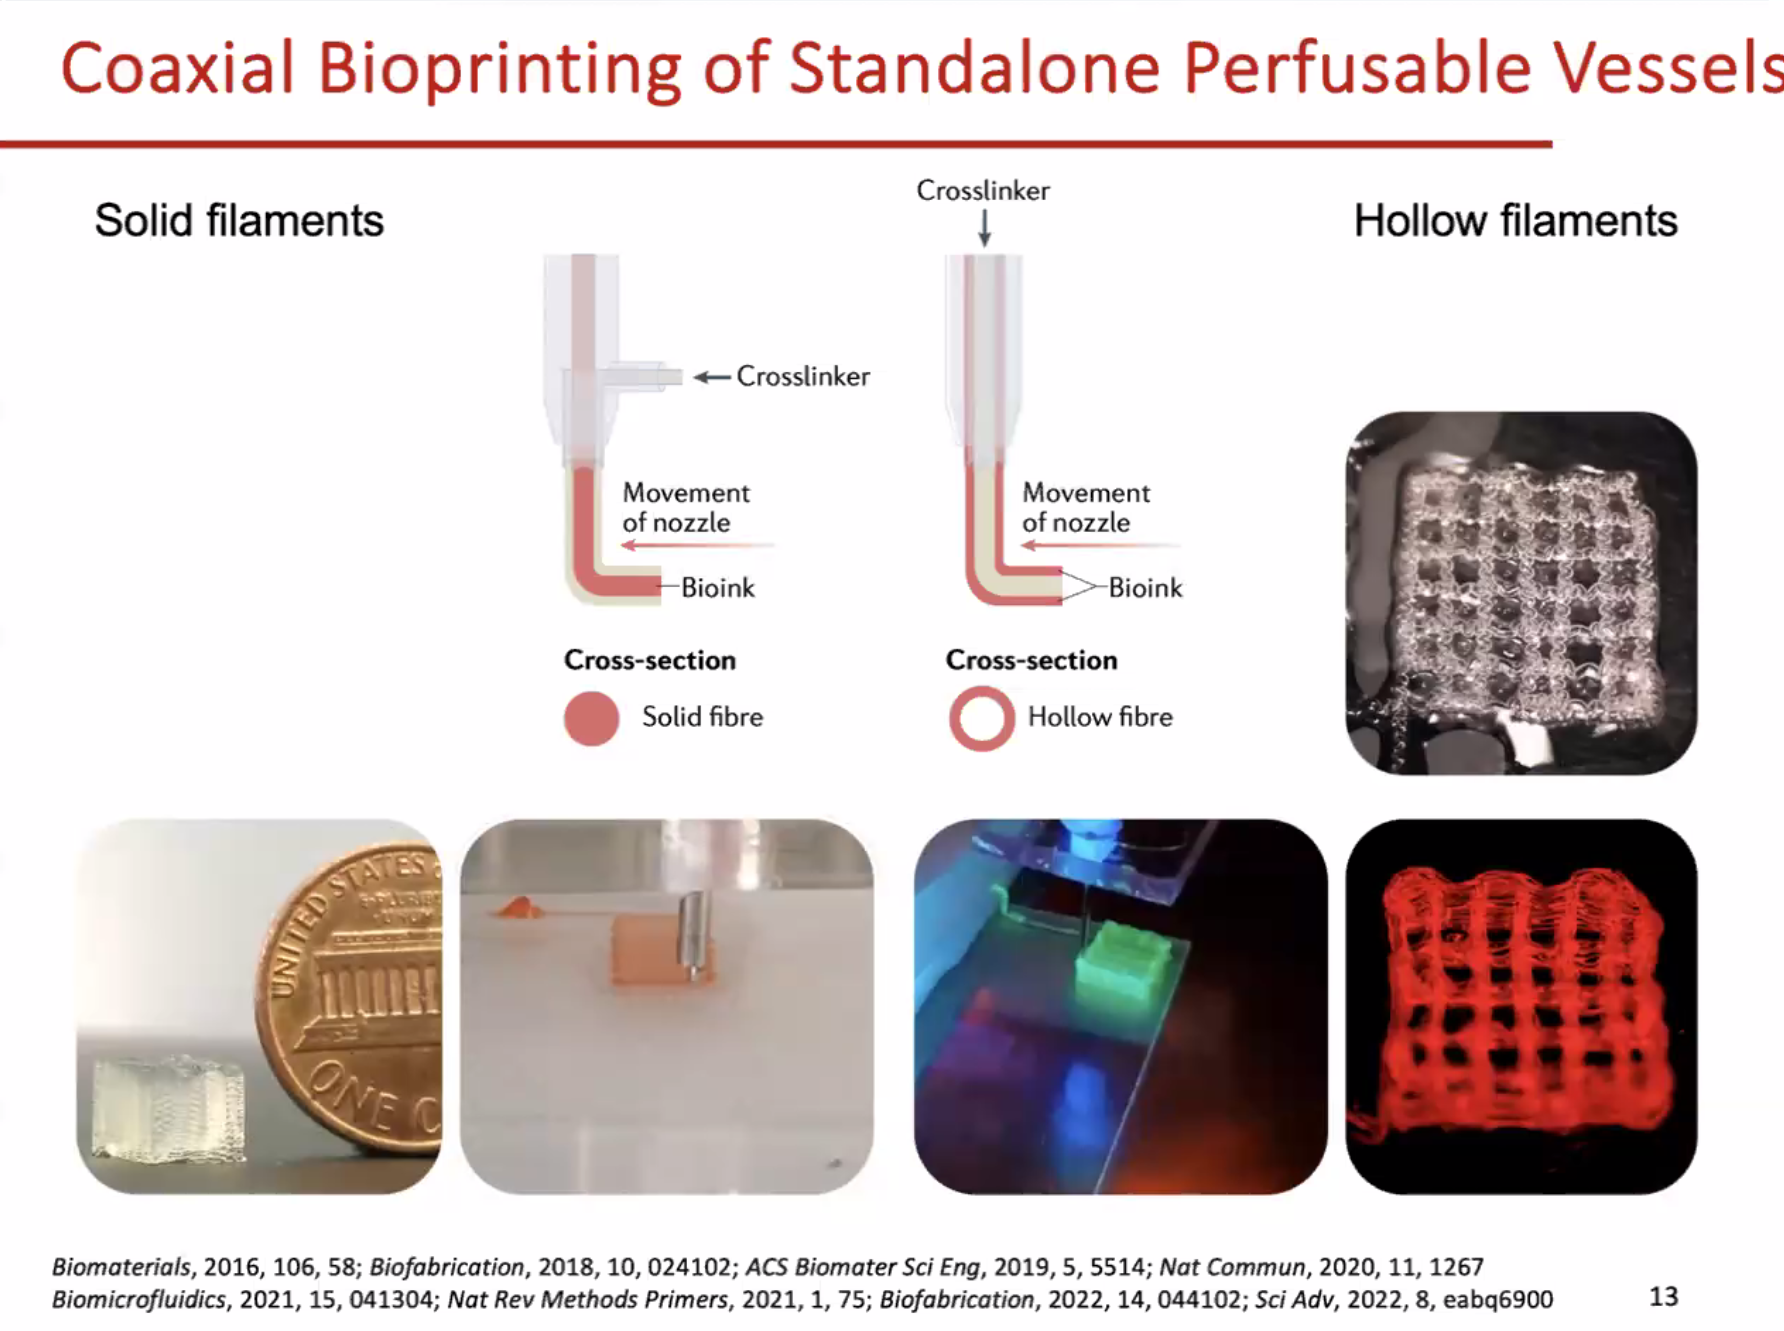 Coaxial Bioprinting of Standalone Perfusable Vessels
Solid filaments
Crosslinker
Hollow filaments
Crosslinker
Movement
of nozzle
Bioink
Movement
of nozzle
Bioink
Cross-section
Solid fibre
Cross-section
Hollow fibre
UNITED STATES
ONE C
Biomaterials, 2016, 106, 58; Biofabrication, 2018, 10, 024102; ACS Biomater Sci Eng, 2019, 5, 5514; Nat Commun, 2020, 11, 1267
Biomicrofluidics, 2021, 15, 041304; Nat Rev Methods Primers, 2021, 1, 75; Biofabrication, 2022, 14, 044102; Sci Adv, 2022, 8, eabq6900
13